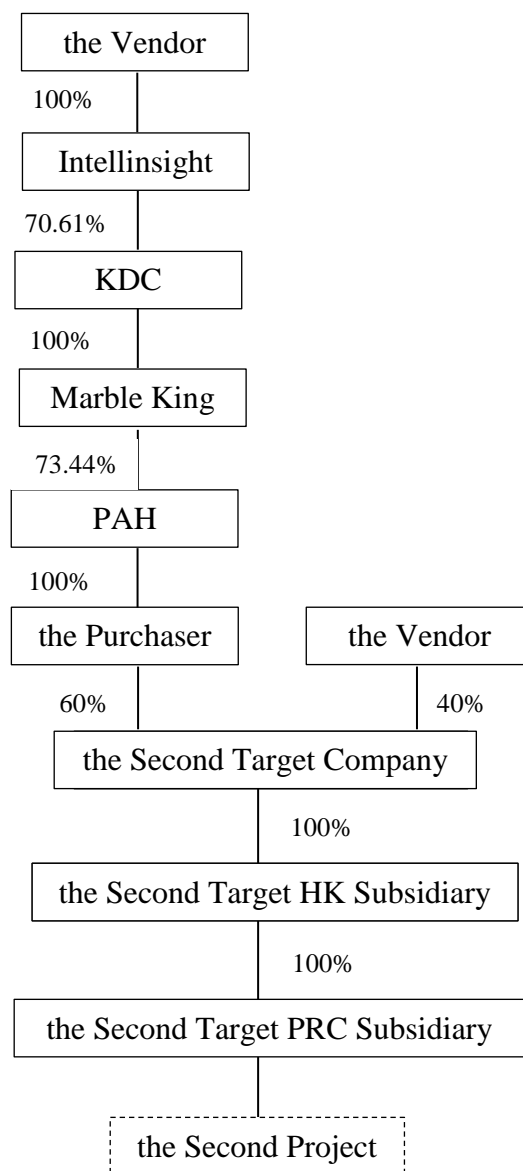 the Vendor
100%
Intellinsight
70.61%
KDC
100%
Marble King
73.44%
PAH
100%
the Purchaser
the Vendor
60%
40%
the Second Target Company
100%
the Second Target HK Subsidiary
100%
the Second Target PRC Subsidiary
the Second Project